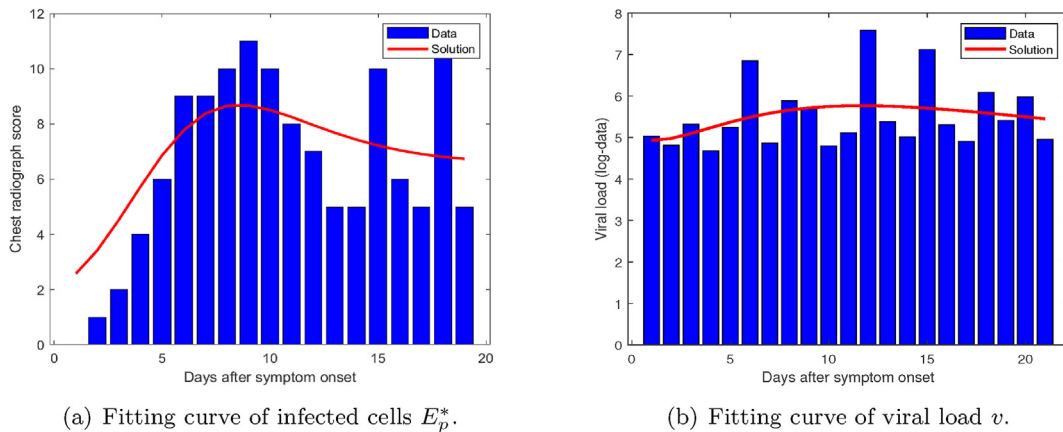 12
10
8
6
4
2
0
Chest radiograph score
Data
Solution
0 5 10 15 20
Days after symptom onset
(a) Fitting curve of infected cells E*p.
8
7
6
5
4
3
2
1
0
Viral load (log-data)
Data
Solution
0 5 10 15 20
Days after symptom onset
(b) Fitting curve of viral load v.